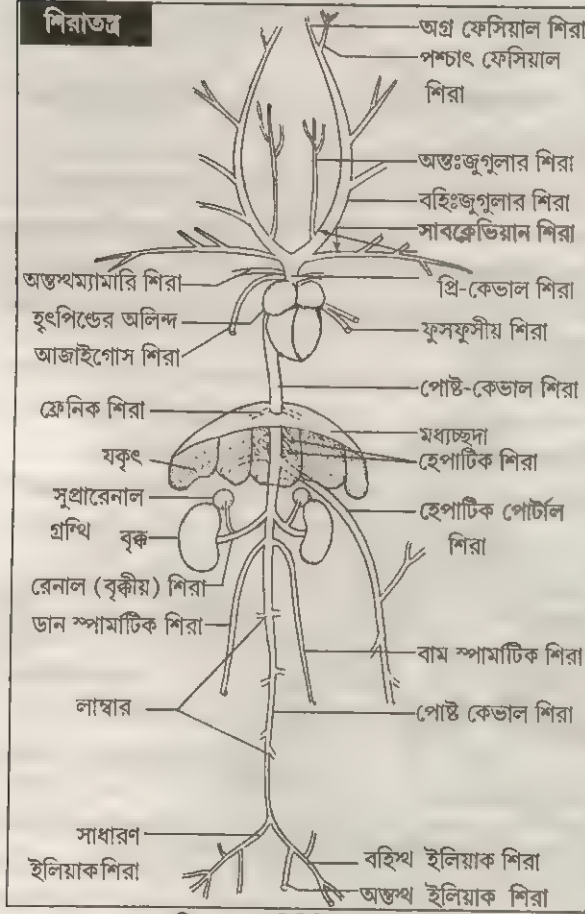 শিরাতন্ত্র
অগ্র ফেসিয়াল শিরা
পশ্চাৎ ফেসিয়াল
শিরা
অন্তঃজুগুলার শিরা
বহিঃজুগুলার শিরা
সাবক্লেভিয়ান শিরা
অন্তস্থম্যামারি শিরা
প্রি-কেভাল শিরা
হৃৎপিণ্ডের অলিন্দ
ফুসফুসীয় শিরা
আজাইগোস শিরা
পোষ্ট-কেভাল শিরা
ফ্রেনিক শিরা
মধ্যচ্ছদা
যকৃৎ
হেপাটিক শিরা
সুপ্রারেনাল
গ্রন্থি
বৃক্ক
হেপাটিক পোর্টাল
শিরা
রেনাল (বৃক্কীয়) শিরা
ডান স্পার্মাটিক শিরা
বাম স্পার্মাটিক শিরা
লাম্বার
পোষ্ট কেভাল শিরা
সাধারণ
ইলিয়াক শিরা
বহিস্থ ইলিয়াক শিরা
অন্তস্থ ইলিয়াক শিরা